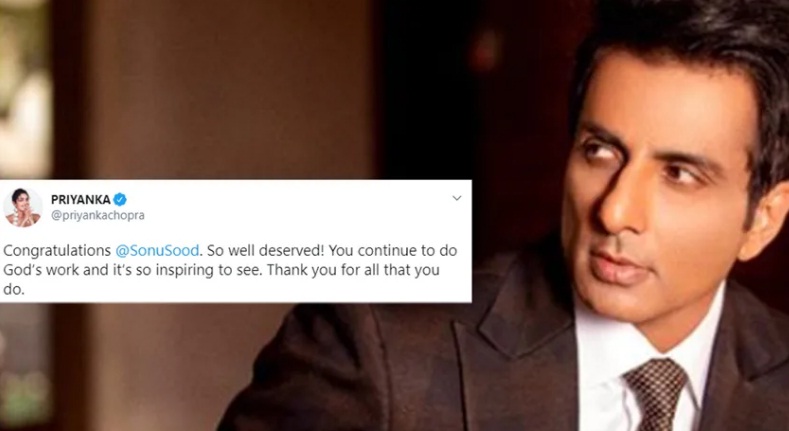 PRIYANKA
@priyankachopra
Congratulations @SonuSood. So well deserved! You continue to do
God's work and it's so inspiring to see. Thank you for all that you
do.